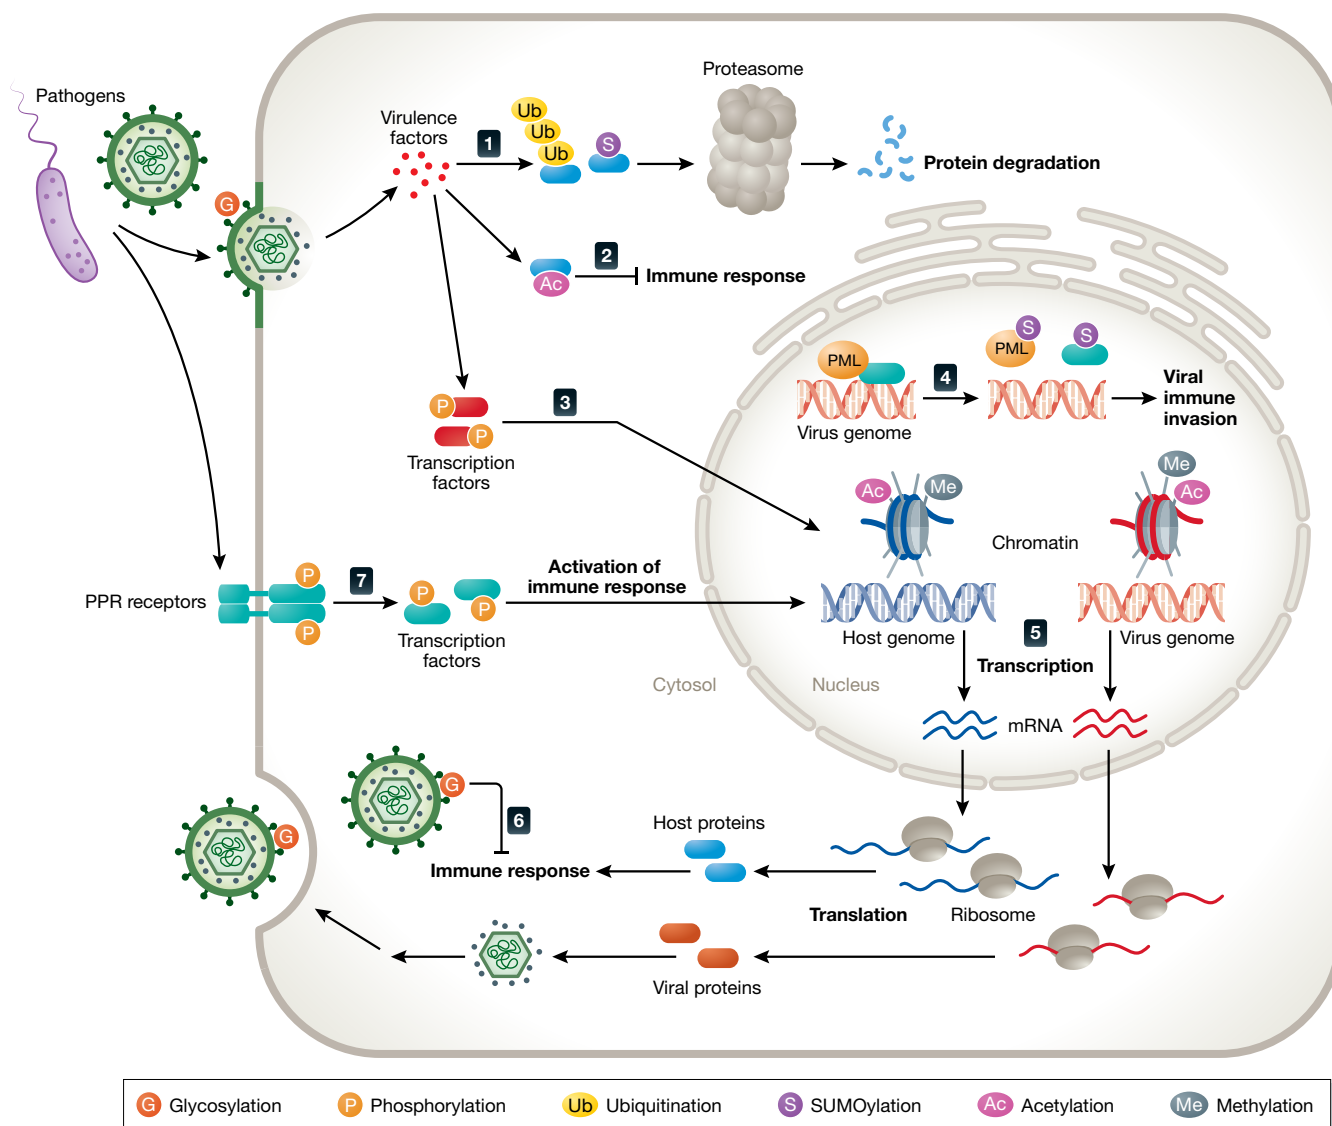 Pathogens
Virulence
factors
1
Ub
Ub
Ub
S
Proteasome
Protein degradation
G
2
Ac
Immune response
P
P
3
Transcription
factors
PML
Virus genome
4
PML
S
S
Viral
immune
invasion
Ac
Me
Me
Ac
Chromatin
PPR receptors
P
P
7
P
P
Transcription
factors
Activation of
immune response
Host genome
5
Virus genome
Transcription
Cytosol
Nucleus
mRNA
G
6
Immune response
G
Host proteins
Translation
Ribosome
Viral proteins
G Glycosylation
P Phosphorylation
Ub Ubiquitination
S SUMOylation
Ac Acetylation
Me Methylation